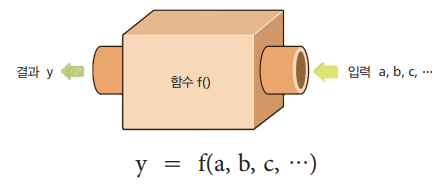 결과 y
함수 f()
입력 a, b, c, ⋯
y = f(a, b, c, ⋯)